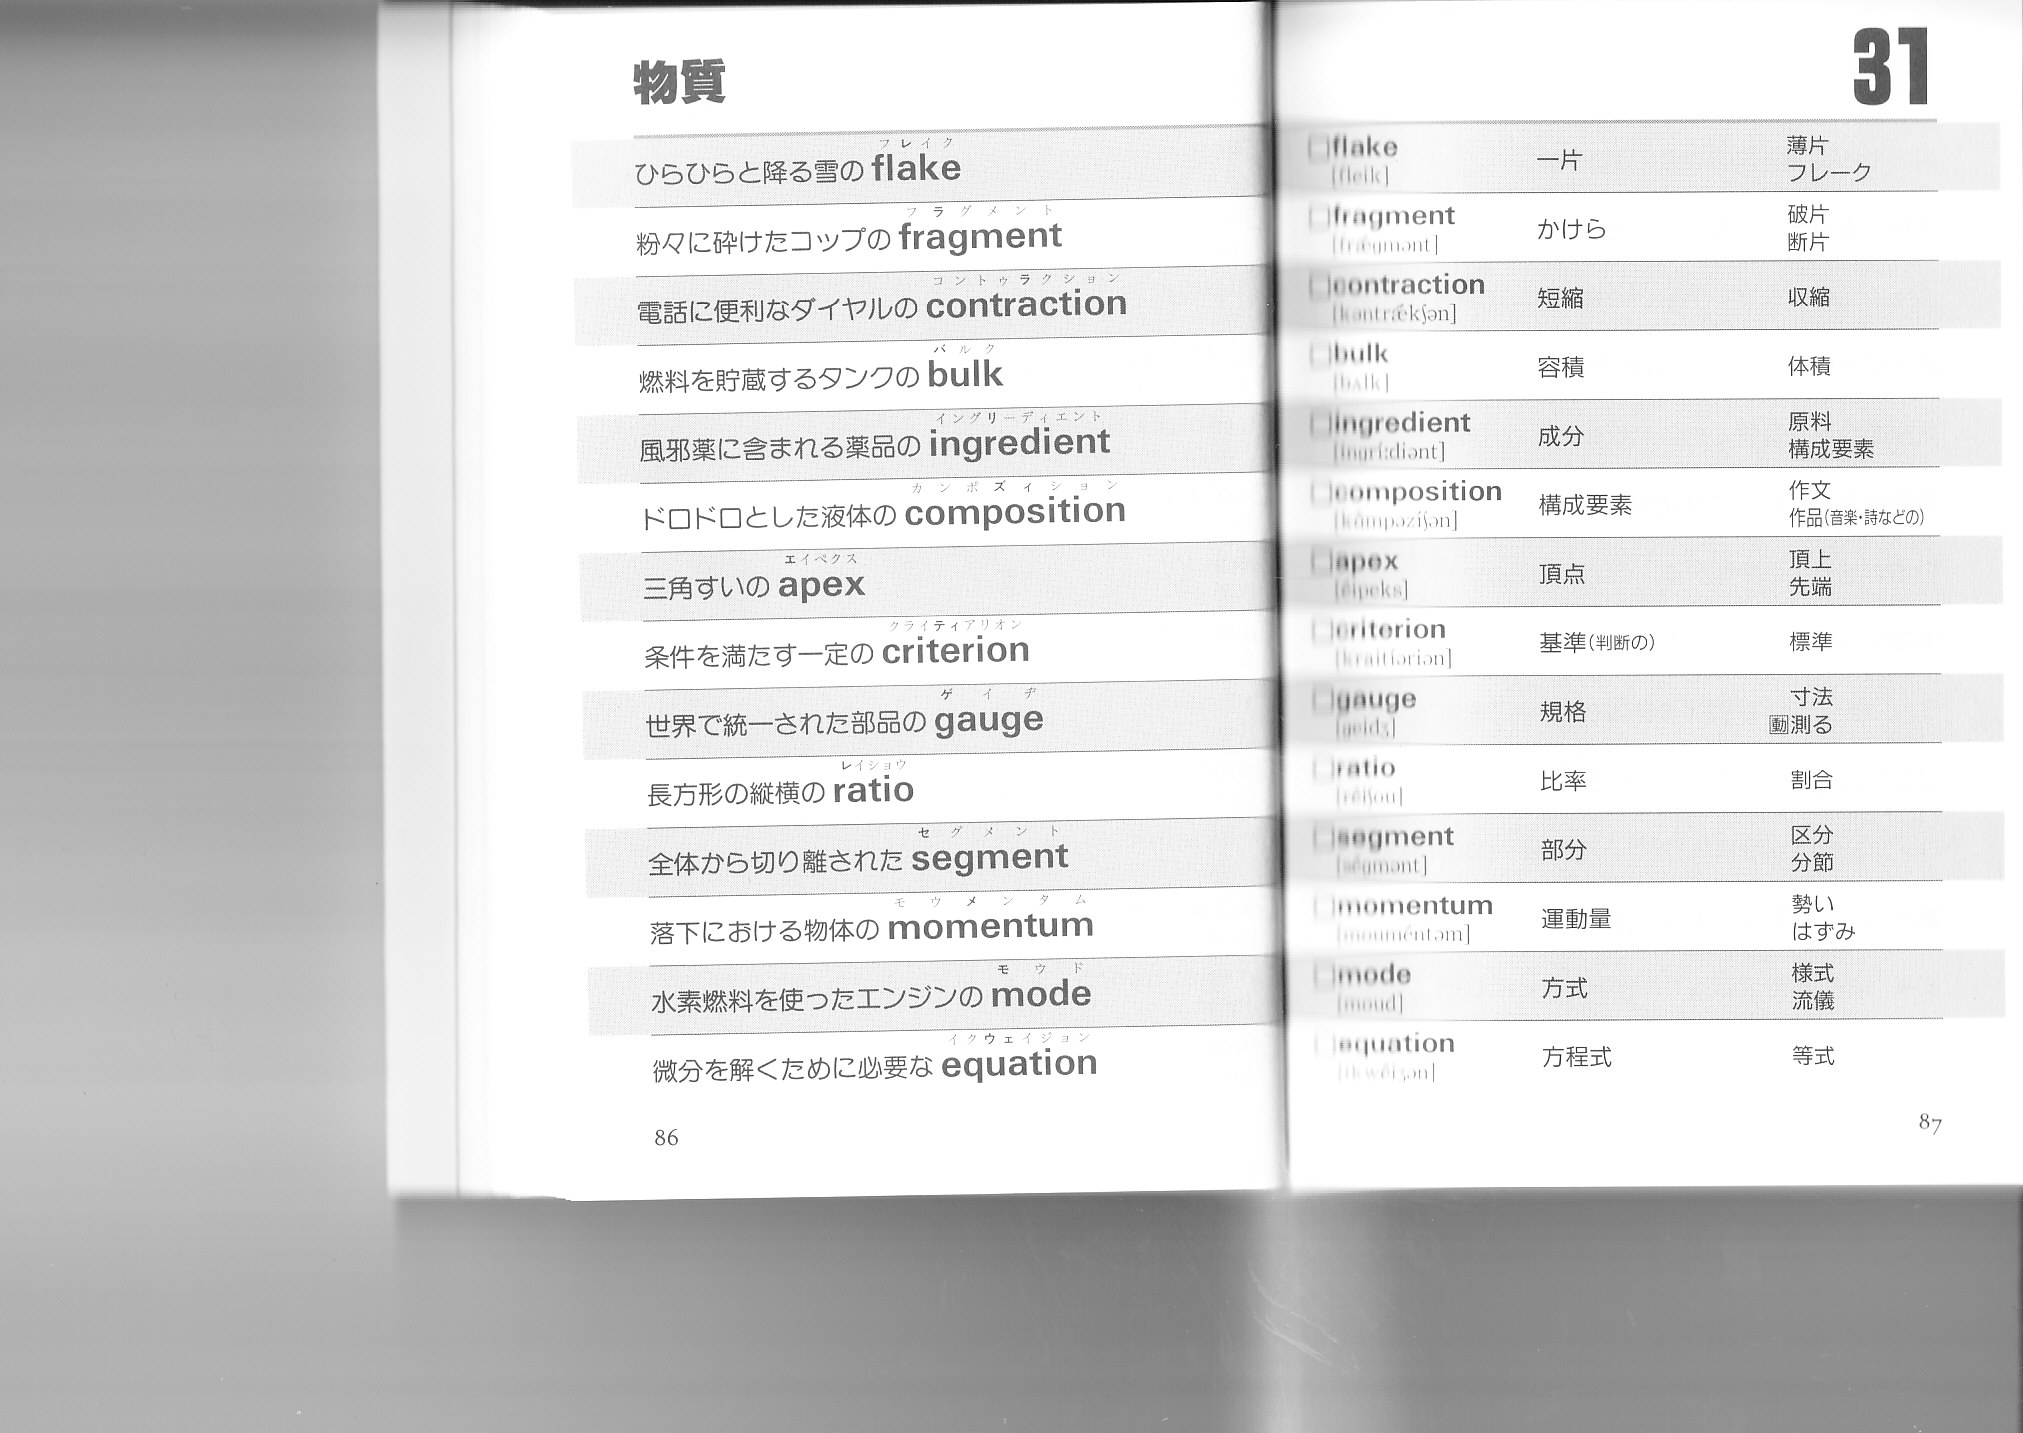 物質
フレイク
ひらひらと降る雪の flake
フラグメント
粉々に砕けたコップの fragment
コントゥラクション
電話に便利なダイヤルの contraction
バルク
燃料を貯蔵するタンクの bulk
イングリーディエント
風邪薬に含まれる薬品の ingredient
カンポズィション
ドロドロとした液体の composition
エイペクス
三角すいの apex
クライティアリオン
条件を満たす一定の criterion
ゲイヂ
世界で統一された部品の gauge
レイショウ
長方形の縦横の ratio
セグメント
全体から切り離された segment
モウメンタム
落下における物体の momentum
モウド
水素燃料を使ったエンジンの mode
イクウェイジョン
微分を解くために必要な equation
86
31
flake 一片 薄片
[fleik] フレーク
fragment かけら 破片
[frǽgmənt] 断片
contraction 短縮 収縮
[kəntrǽkʃən]
bulk 容積 体積
[bʌlk]
ingredient 成分 原料
[ingríːdiənt] 構成要素
composition 構成要素 作文
[kɑ̀mpəzíʃən] 作品(音楽・詩などの)
apex 頂点 頂上
[éipeks] 先端
criterion 基準(判断の) 標準
[kraitíəriən]
gauge 規格 寸法
[geidʒ] 動測る
ratio 比率 割合
[réiʃou]
segment 部分 区分
[ségmənt] 分節
momentum 運動量 勢い
[mouméntəm] はずみ
mode 方式 様式
[moud] 流儀
equation 方程式 等式
[ikwéiʒən]
87